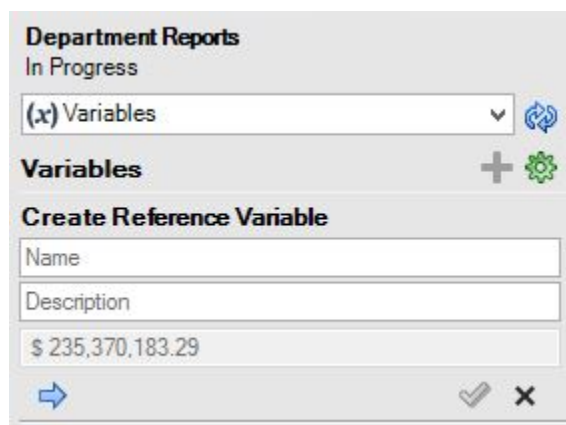 Department Reports
In Progress
(x) Variables
Variables
Create Reference Variable
Name
Description
$ 235,370,183.29